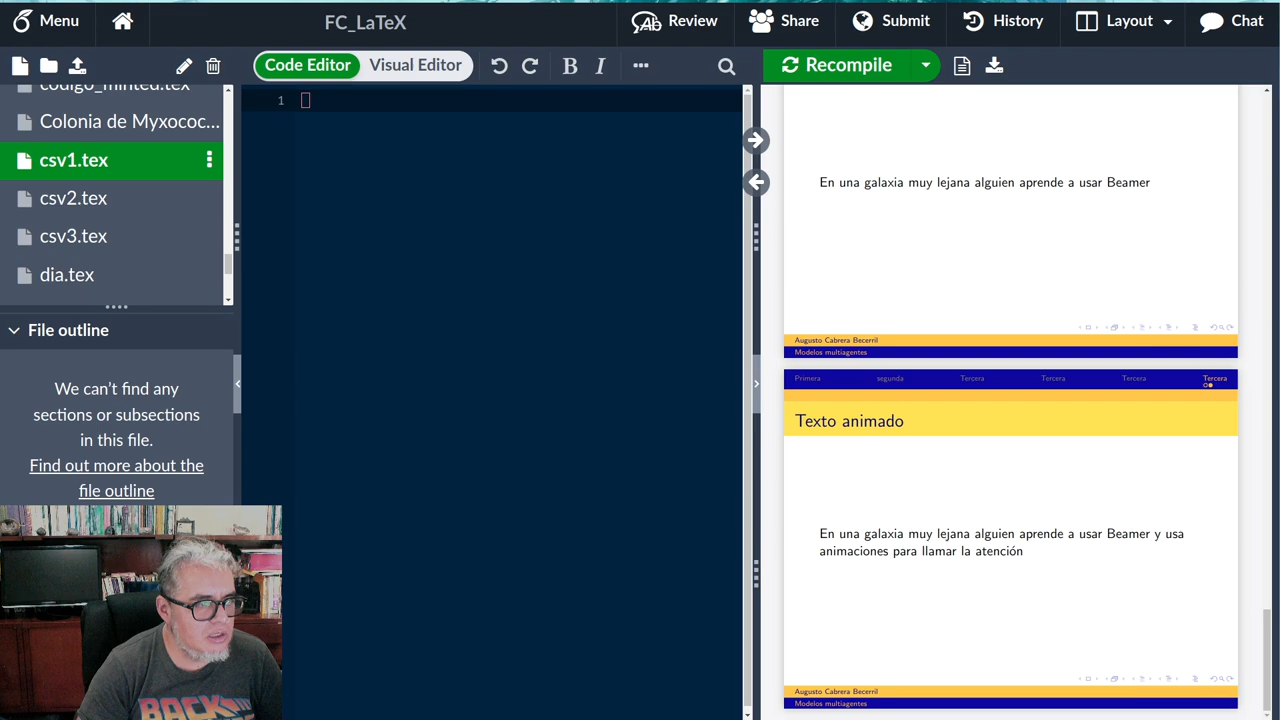 Menu
FC_LaTeX
Review
Share
Submit
History
Layout
Chat
Code Editor
Visual Editor
B I
Recompile
codigo_minted.tex
Colonia de Myxococ...
csv1.tex
csv2.tex
csv3.tex
dia.tex
File outline
We can't find any
sections or subsections
in this file.
Find out more about the
file outline
1
En una galaxia muy lejana alguien aprende a usar Beamer
Augusto Cabrera Becerril
Modelos multiagentes
Primera segunda Tercera Tercera Tercera Tercera
Texto animado
En una galaxia muy lejana alguien aprende a usar Beamer y usa
animaciones para llamar la atención
Augusto Cabrera Becerril
Modelos multiagentes
BACK